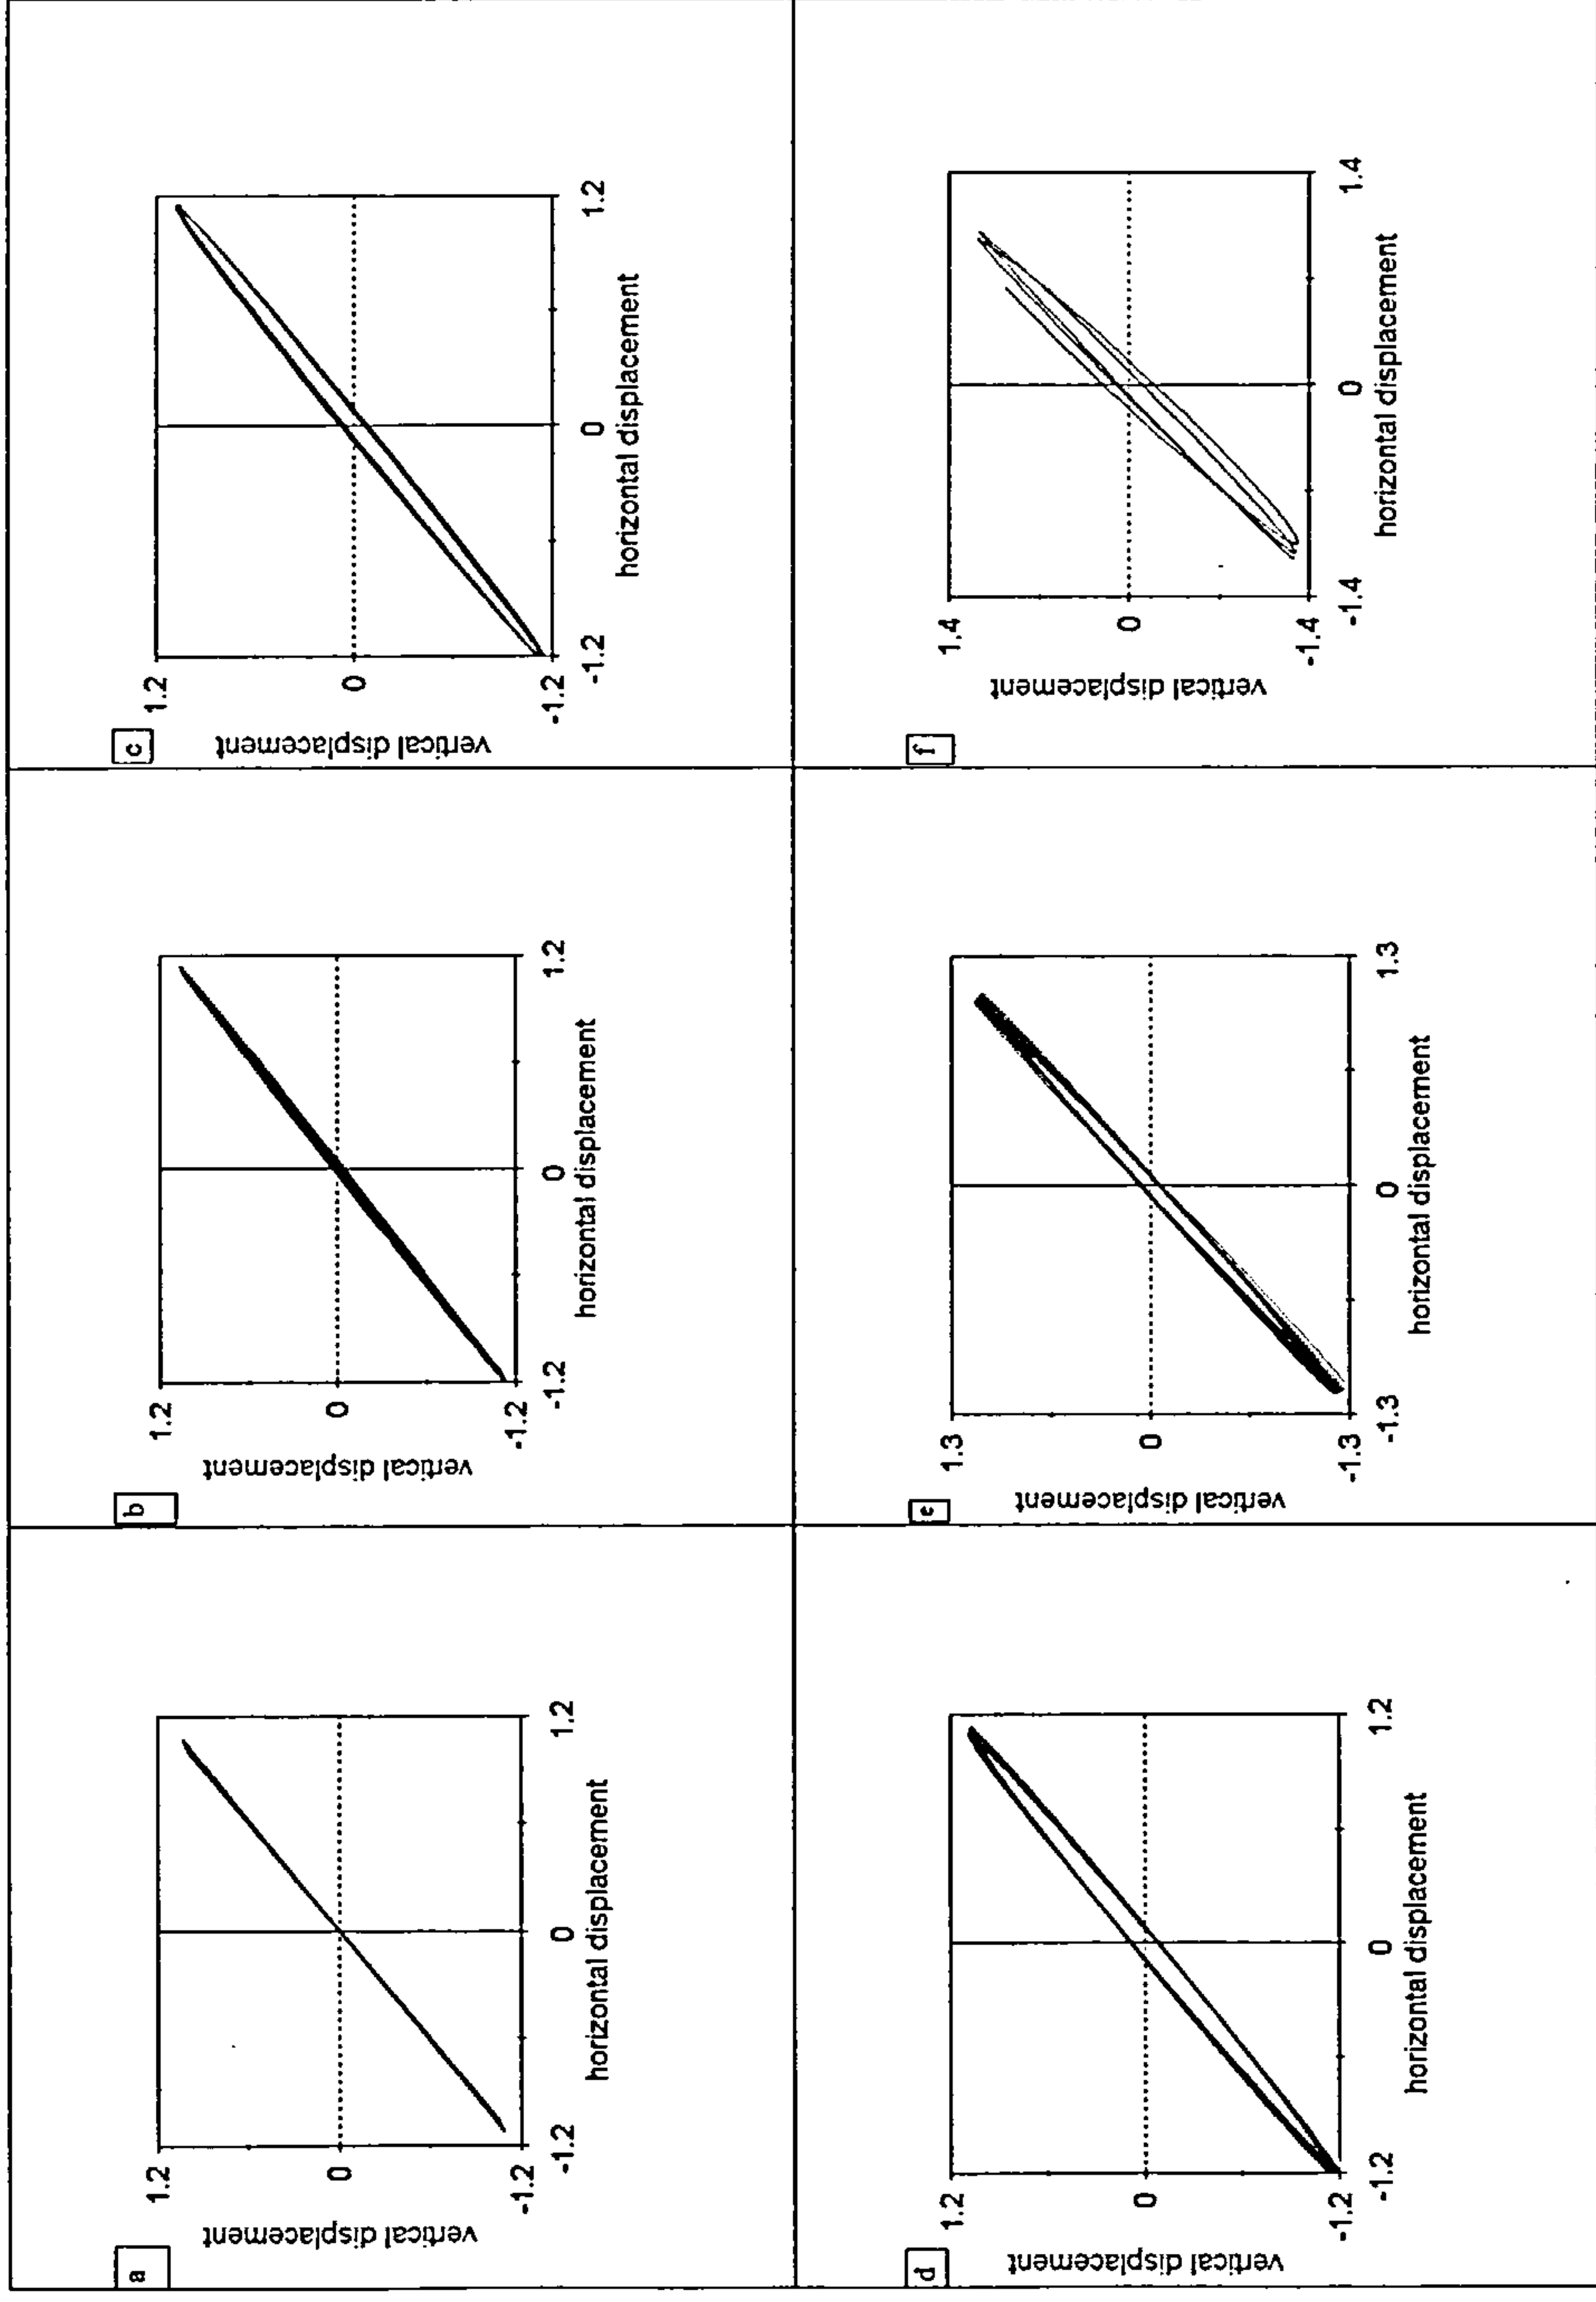 a
vertical displacement
1.2
0
-1.2
-1.2
0
1.2
horizontal displacement
b
vertical displacement
1.2
0
-1.2
-1.2
0
1.2
horizontal displacement
c
vertical displacement
1.2
0
-1.2
-1.2
0
1.2
horizontal displacement
d
vertical displacement
1.2
0
-1.2
-1.2
0
1.2
horizontal displacement
e
vertical displacement
1.3
0
-1.3
-1.3
0
1.3
horizontal displacement
f
vertical displacement
1.4
0
-1.4
-1.4
0
1.4
horizontal displacement